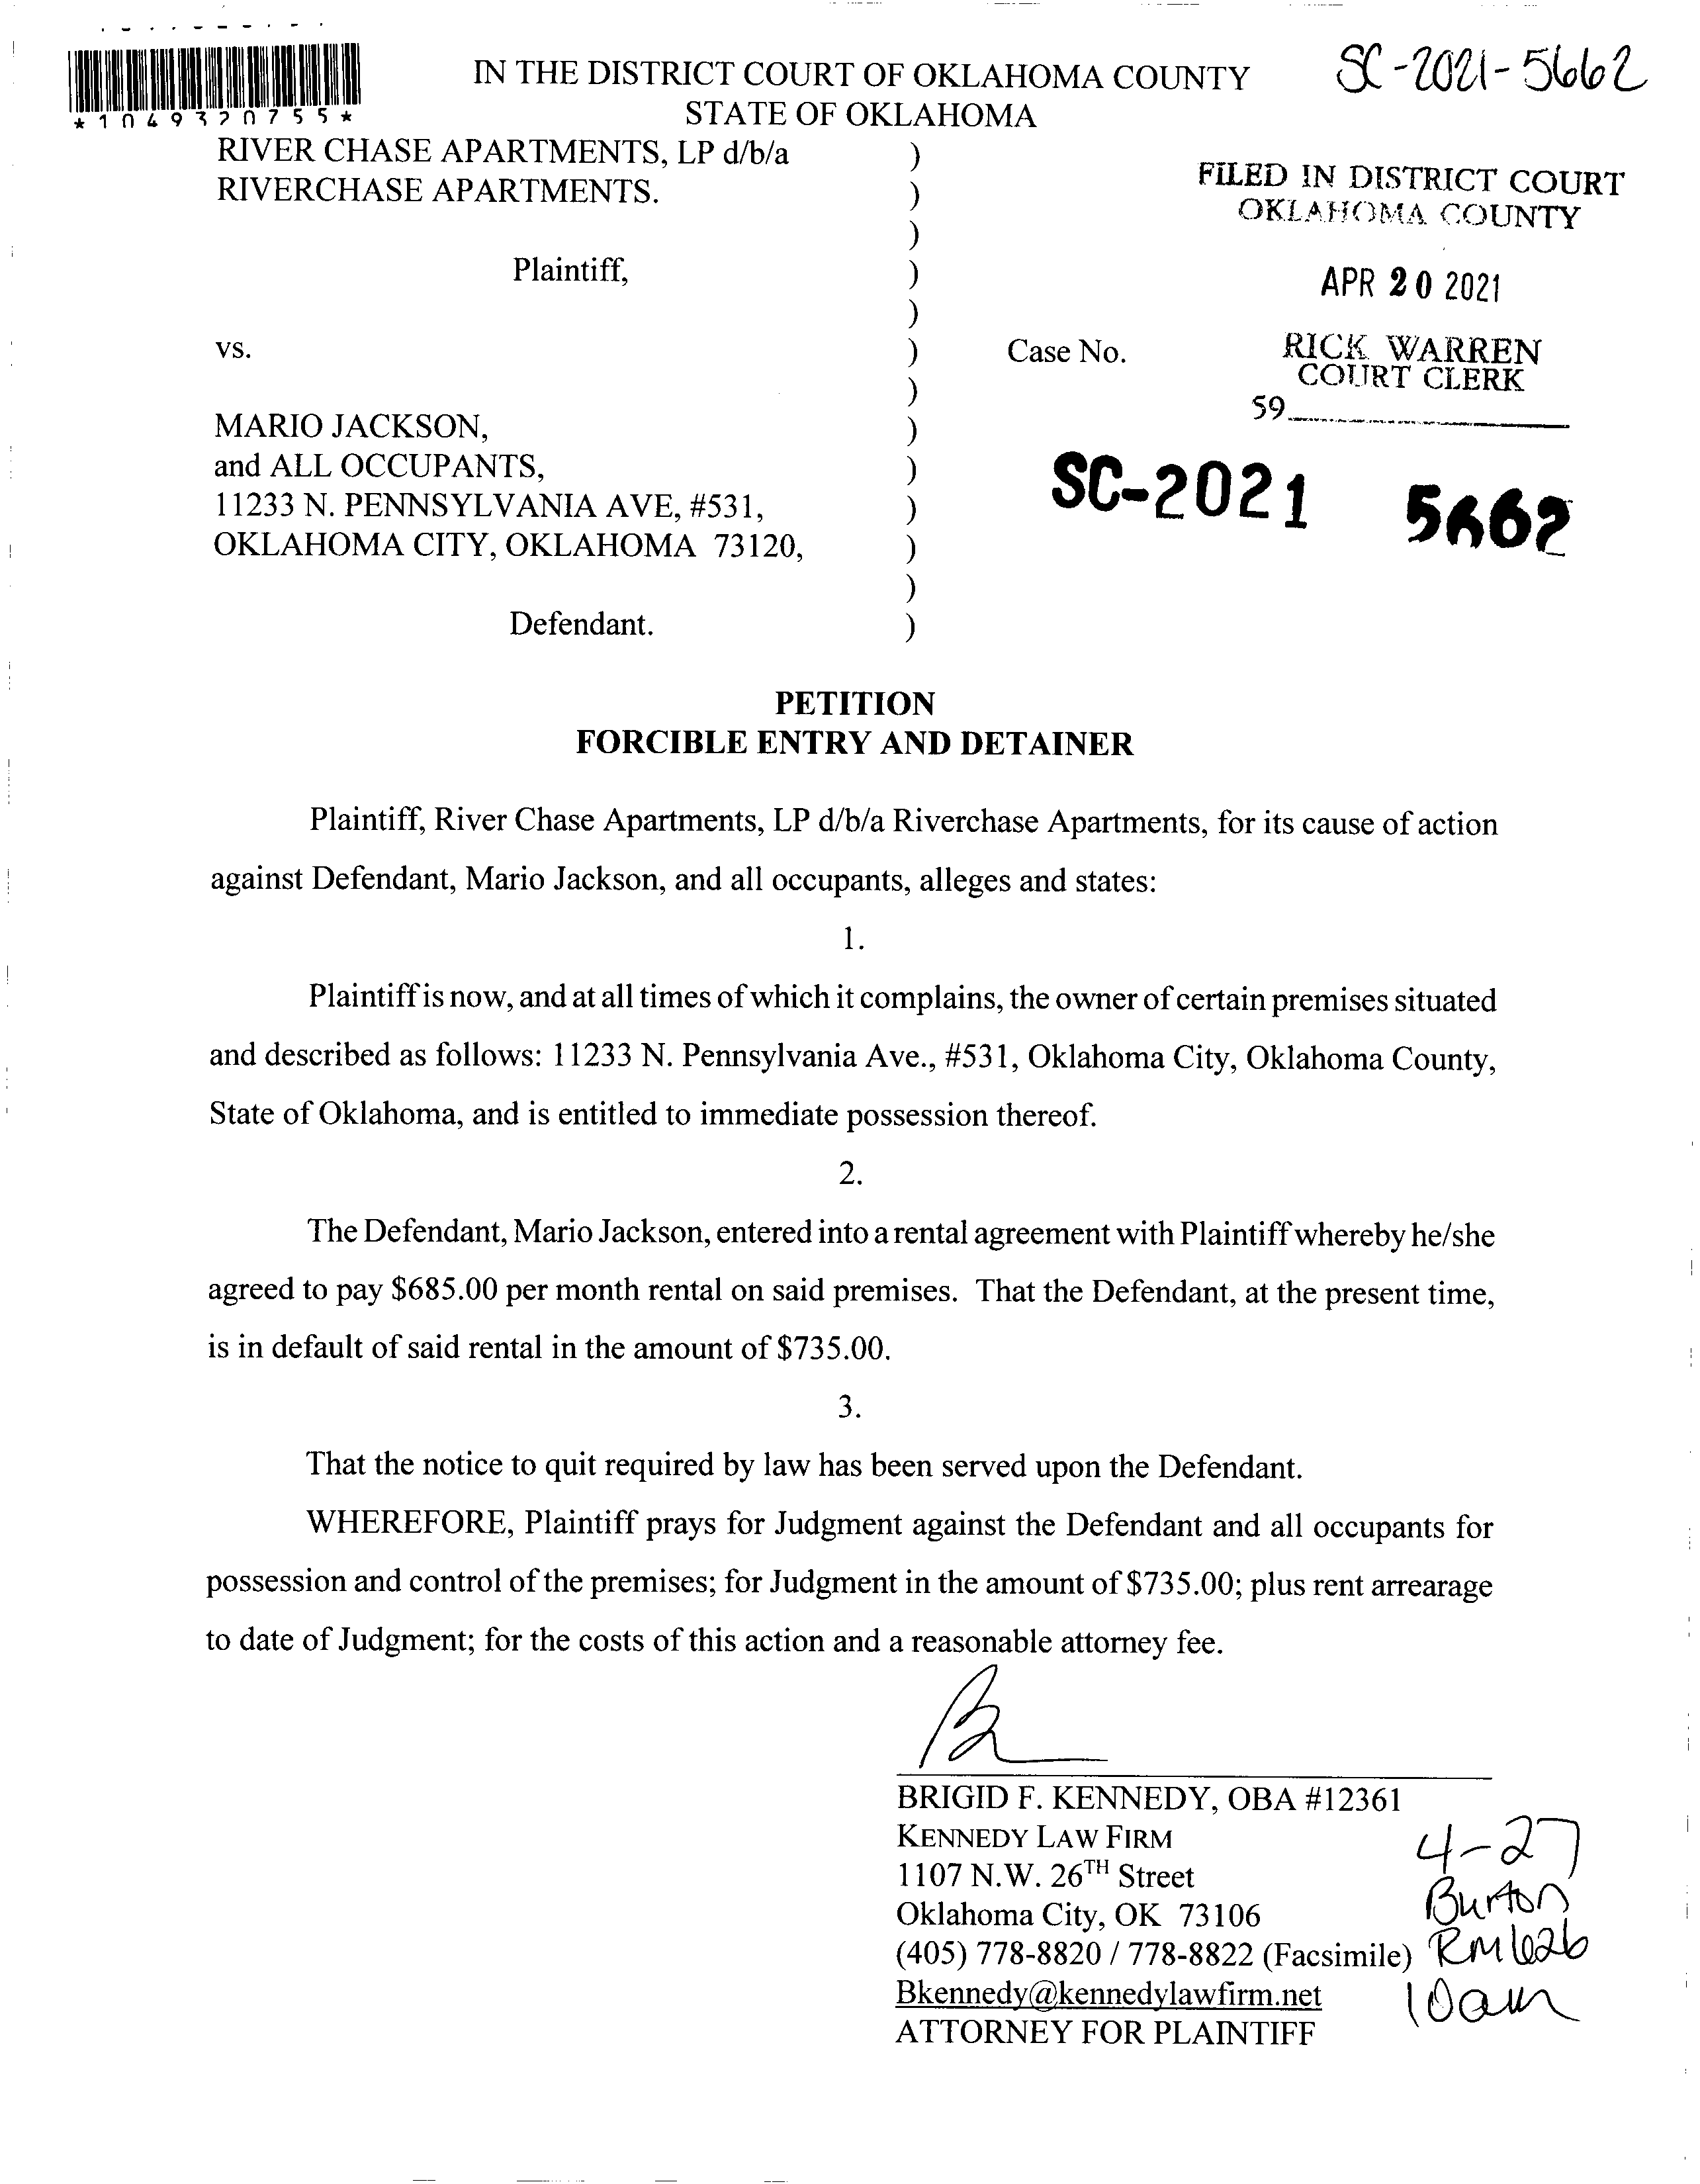 IN THE DISTRICT COURT OF OKLAHOMA COUNTY
STATE OF OKLAHOMA
SC-2021-5662
*1049320755*
RIVER CHASE APARTMENTS, LP d/b/a )
RIVERCHASE APARTMENTS. )
)
Plaintiff, )
)
vs. ) Case No.
)
MARIO JACKSON, )
and ALL OCCUPANTS, )
11233 N. PENNSYLVANIA AVE, #531, )
OKLAHOMA CITY, OKLAHOMA 73120, )
)
Defendant. )
FILED IN DISTRICT COURT
OKLAHOMA COUNTY
APR 20 2021
RICK WARREN
COURT CLERK
59
SC-2021 5662
PETITION
FORCIBLE ENTRY AND DETAINER
Plaintiff, River Chase Apartments, LP d/b/a Riverchase Apartments, for its cause of action
against Defendant, Mario Jackson, and all occupants, alleges and states:
1.
Plaintiff is now, and at all times of which it complains, the owner of certain premises situated
and described as follows: 11233 N. Pennsylvania Ave., #531, Oklahoma City, Oklahoma County,
State of Oklahoma, and is entitled to immediate possession thereof.
2.
The Defendant, Mario Jackson, entered into a rental agreement with Plaintiff whereby he/she
agreed to pay $685.00 per month rental on said premises. That the Defendant, at the present time,
is in default of said rental in the amount of $735.00.
3.
That the notice to quit required by law has been served upon the Defendant.
WHEREFORE, Plaintiff prays for Judgment against the Defendant and all occupants for
possession and control of the premises; for Judgment in the amount of $735.00; plus rent arrearage
to date of Judgment; for the costs of this action and a reasonable attorney fee.
BRIGID F. KENNEDY, OBA #12361
KENNEDY LAW FIRM
1107 N.W. 26TH Street
Oklahoma City, OK 73106
(405) 778-8820 / 778-8822 (Facsimile)
Bkennedy@kennedylawfirm.net
ATTORNEY FOR PLAINTIFF
4-27
Burton
RM 626
10am